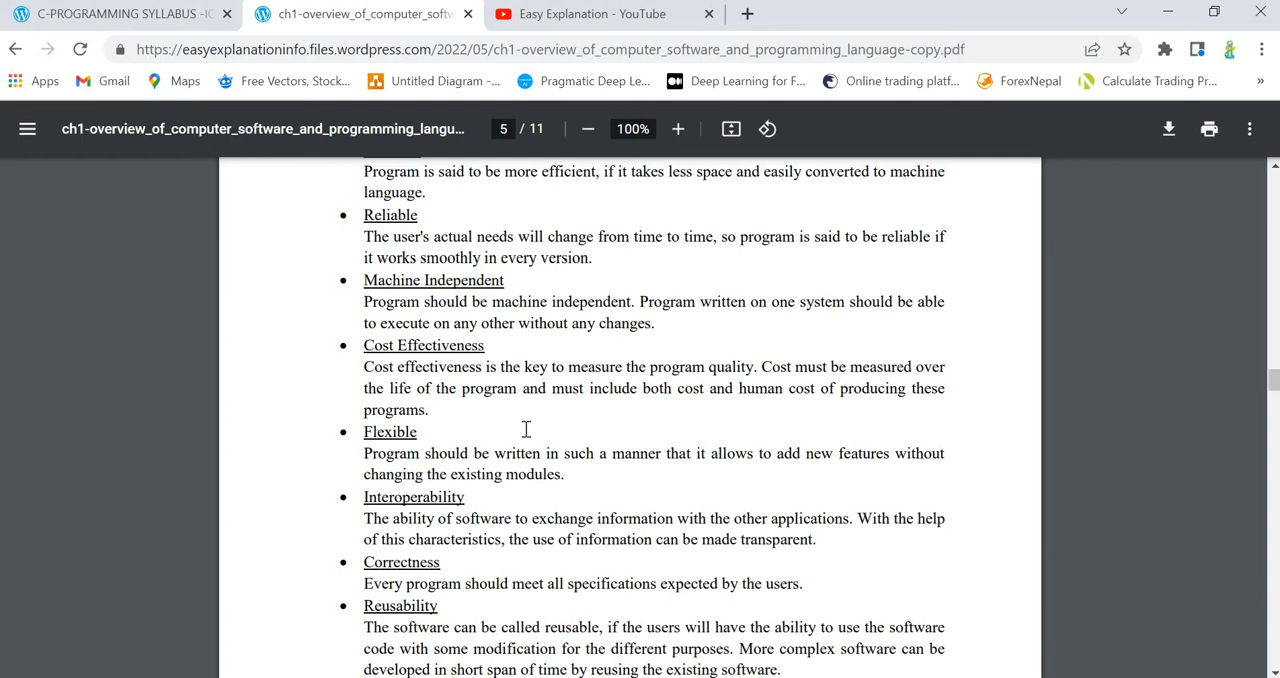 C-PROGRAMMING SYLLABUS -IC
ch1-overview_of_computer_softw
Easy Explanation - YouTube
https://easyexplanationinfo.files.wordpress.com/2022/05/ch1-overview_of_computer_software_and_programming_language-copy.pdf
Apps
Gmail
Maps
Free Vectors, Stock...
Untitled Diagram -...
Pragmatic Deep Le...
Deep Learning for F...
Online trading platf...
ForexNepal
Calculate Trading Pr...
»
ch1-overview_of_computer_software_and_programming_langu...
5 / 11
100%
Program is said to be more efficient, if it takes less space and easily converted to machine
language.
• Reliable
The user's actual needs will change from time to time, so program is said to be reliable if
it works smoothly in every version.
• Machine Independent
Program should be machine independent. Program written on one system should be able
to execute on any other without any changes.
• Cost Effectiveness
Cost effectiveness is the key to measure the program quality. Cost must be measured over
the life of the program and must include both cost and human cost of producing these
programs.
• Flexible
Program should be written in such a manner that it allows to add new features without
changing the existing modules.
• Interoperability
The ability of software to exchange information with the other applications. With the help
of this characteristics, the use of information can be made transparent.
• Correctness
Every program should meet all specifications expected by the users.
• Reusability
The software can be called reusable, if the users will have the ability to use the software
code with some modification for the different purposes. More complex software can be
developed in short span of time by reusing the existing software.